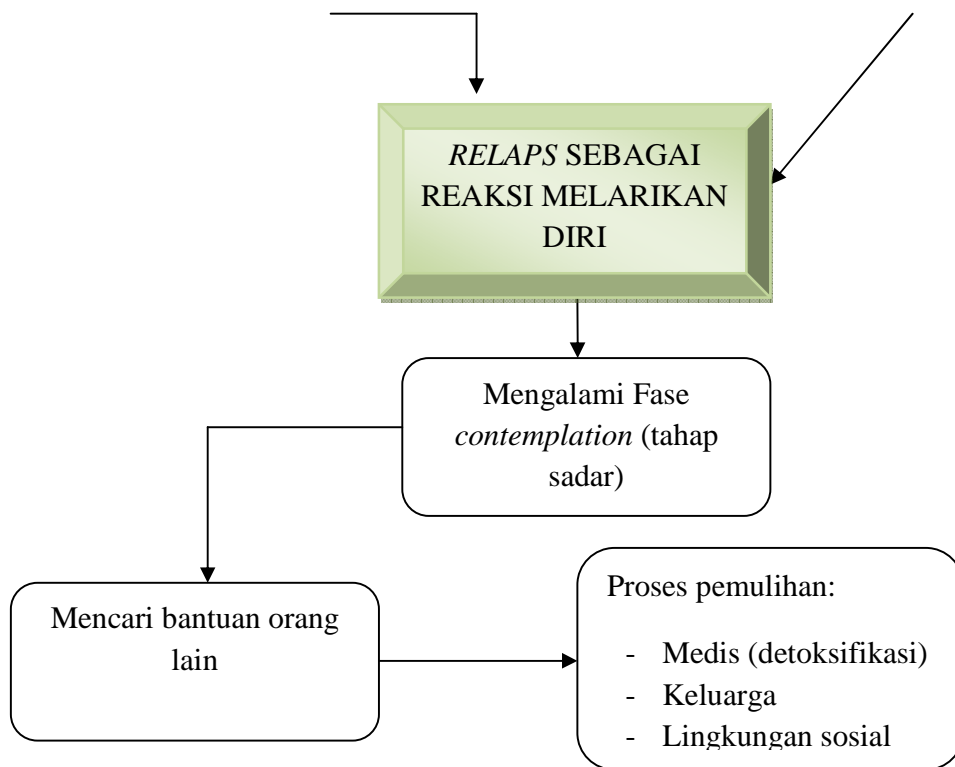 RELAPS SEBAGAI
REAKSI MELARIKAN
DIRI
Mengalami Fase
contemplation (tahap
sadar)
Mencari bantuan orang
lain
Proses pemulihan:
- Medis (detoksifikasi)
- Keluarga
- Lingkungan sosial